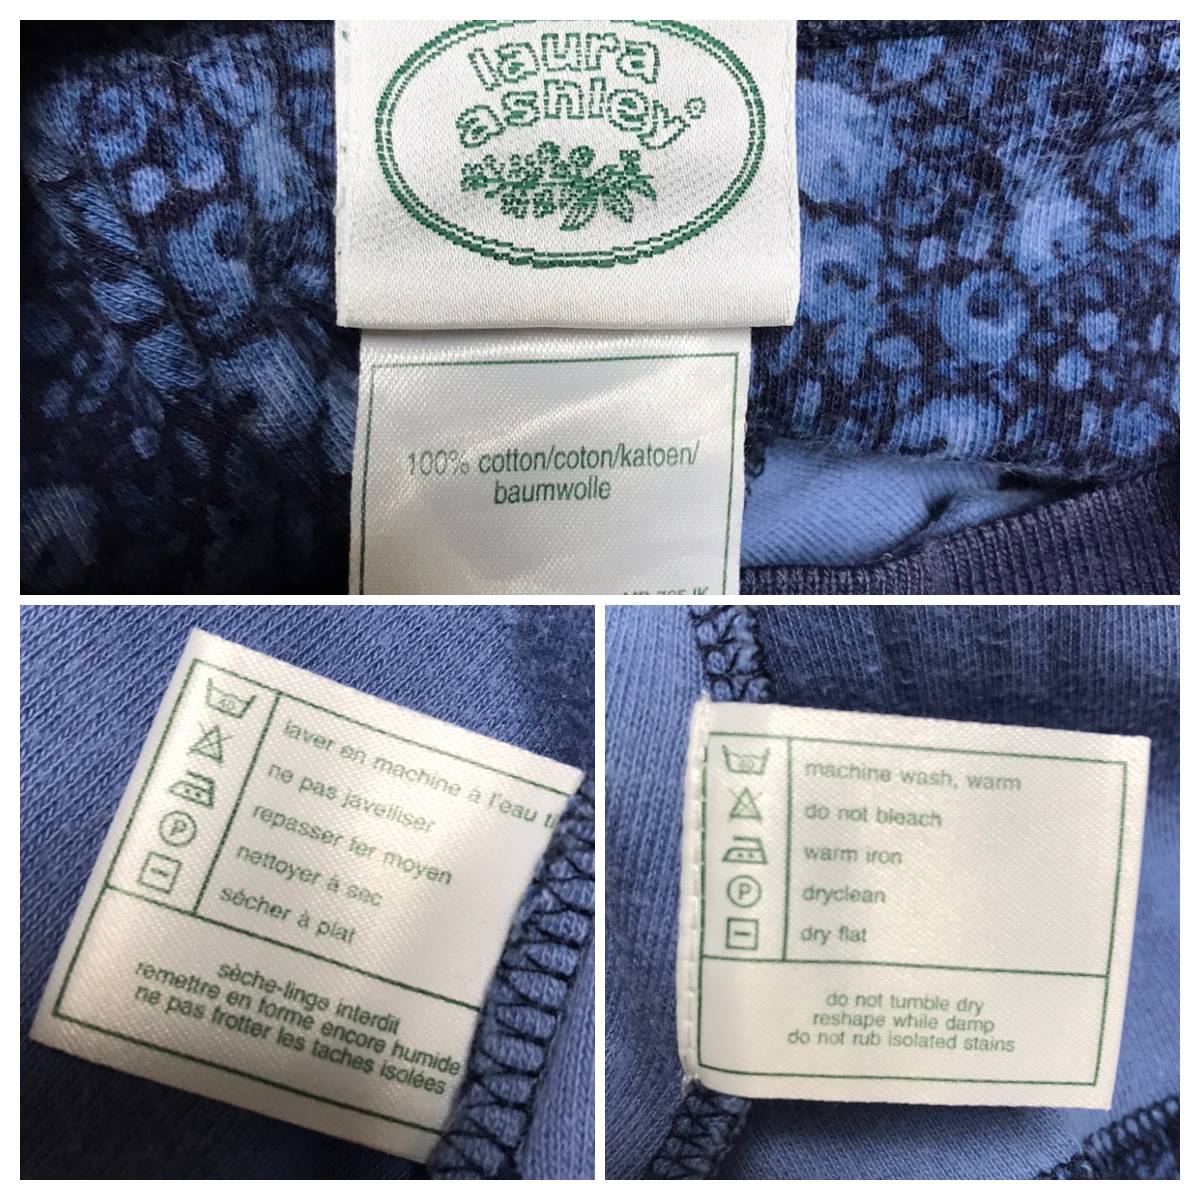 laura
ashley®
100% cotton/coton/katoen/
baumwolle
40
laver en machine à l'eau
ne pas javelliser
repasser fer moyen
P
nettoyer à sec
sécher à plat
sèche-linge interdit
remettre en forme encore humide
ne pas frotter les taches isolées
40
machine wash, warm
do not bleach
warm iron
P
dryclean
dry flat
do not tumble dry
reshape while damp
do not rub isolated stains